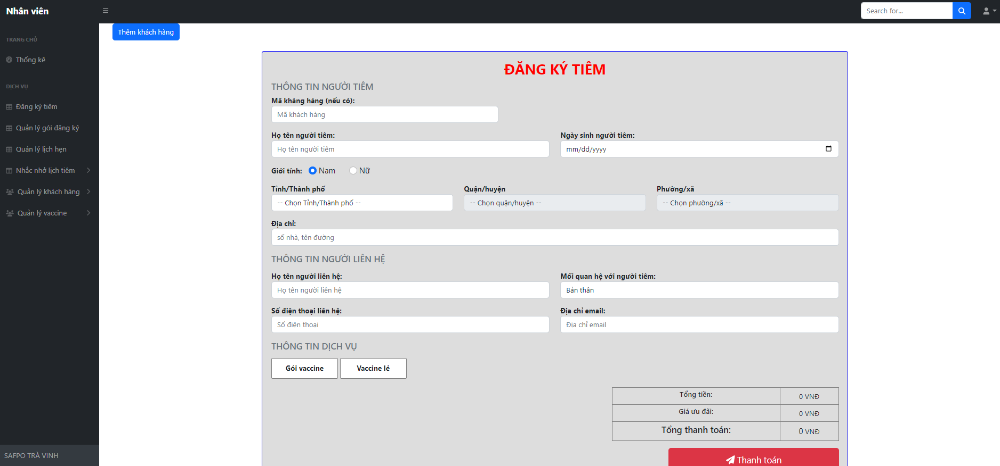 Nhân viên
Search for...
TRANG CHỦ
Thống kê
DỊCH VỤ
Đăng ký tiêm
Quản lý gói đăng ký
Quản lý lịch hẹn
Nhắc nhở lịch tiêm
Quản lý khách hàng
Quản lý vaccine
SAFPO TRÀ VINH
Thêm khách hàng
ĐĂNG KÝ TIÊM
THÔNG TIN NGƯỜI TIÊM
Mã khàng hàng (nếu có):
Mã khách hàng
Họ tên người tiêm: Ngày sinh người tiêm:
Họ tên người tiêm mm/dd/yyyy
Giới tính: Nam Nữ
Tỉnh/Thành phố Quận/huyện Phường/xã
-- Chọn Tỉnh/Thành phố -- -- Chọn quận/huyện -- -- Chọn phường/xã --
Địa chỉ:
số nhà, tên đường
THÔNG TIN NGƯỜI LIÊN HỆ
Họ tên người liên hệ: Mối quan hệ với người tiêm:
Họ tên người liên hệ Bản thân
Số điện thoại liên hệ: Địa chỉ email:
Số điện thoại Địa chỉ email
THÔNG TIN DỊCH VỤ
Gói vaccine Vaccine lẻ
Tổng tiền: 0 VNĐ
Giá ưu đãi: 0 VNĐ
Tổng thanh toán: 0 VNĐ
Thanh toán